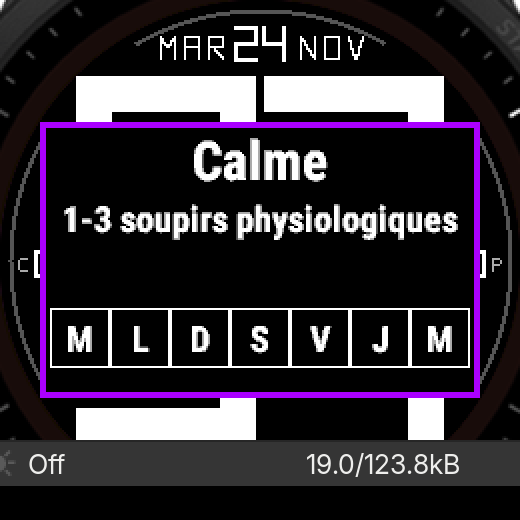 MAR 24 NOV
Calme
1-3 soupirs physiologiques
C
P
M L D S V J M
Off
19.0/123.8kB